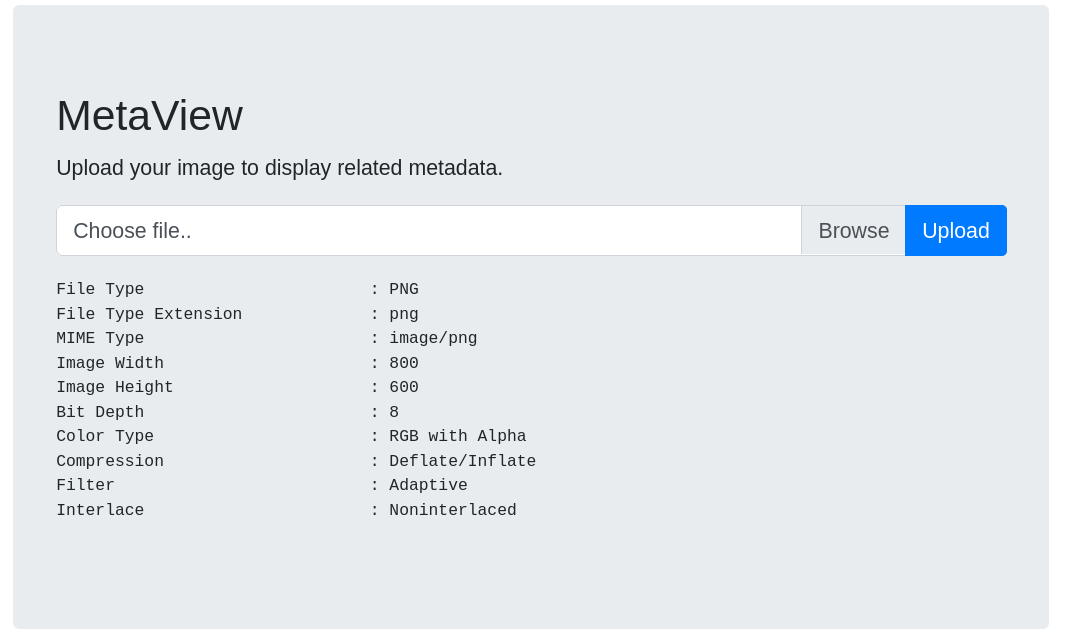 MetaView
Upload your image to display related metadata.
Choose file.. Browse Upload
File Type : PNG
File Type Extension : png
MIME Type : image/png
Image Width : 800
Image Height : 600
Bit Depth : 8
Color Type : RGB with Alpha
Compression : Deflate/Inflate
Filter : Adaptive
Interlace : Noninterlaced